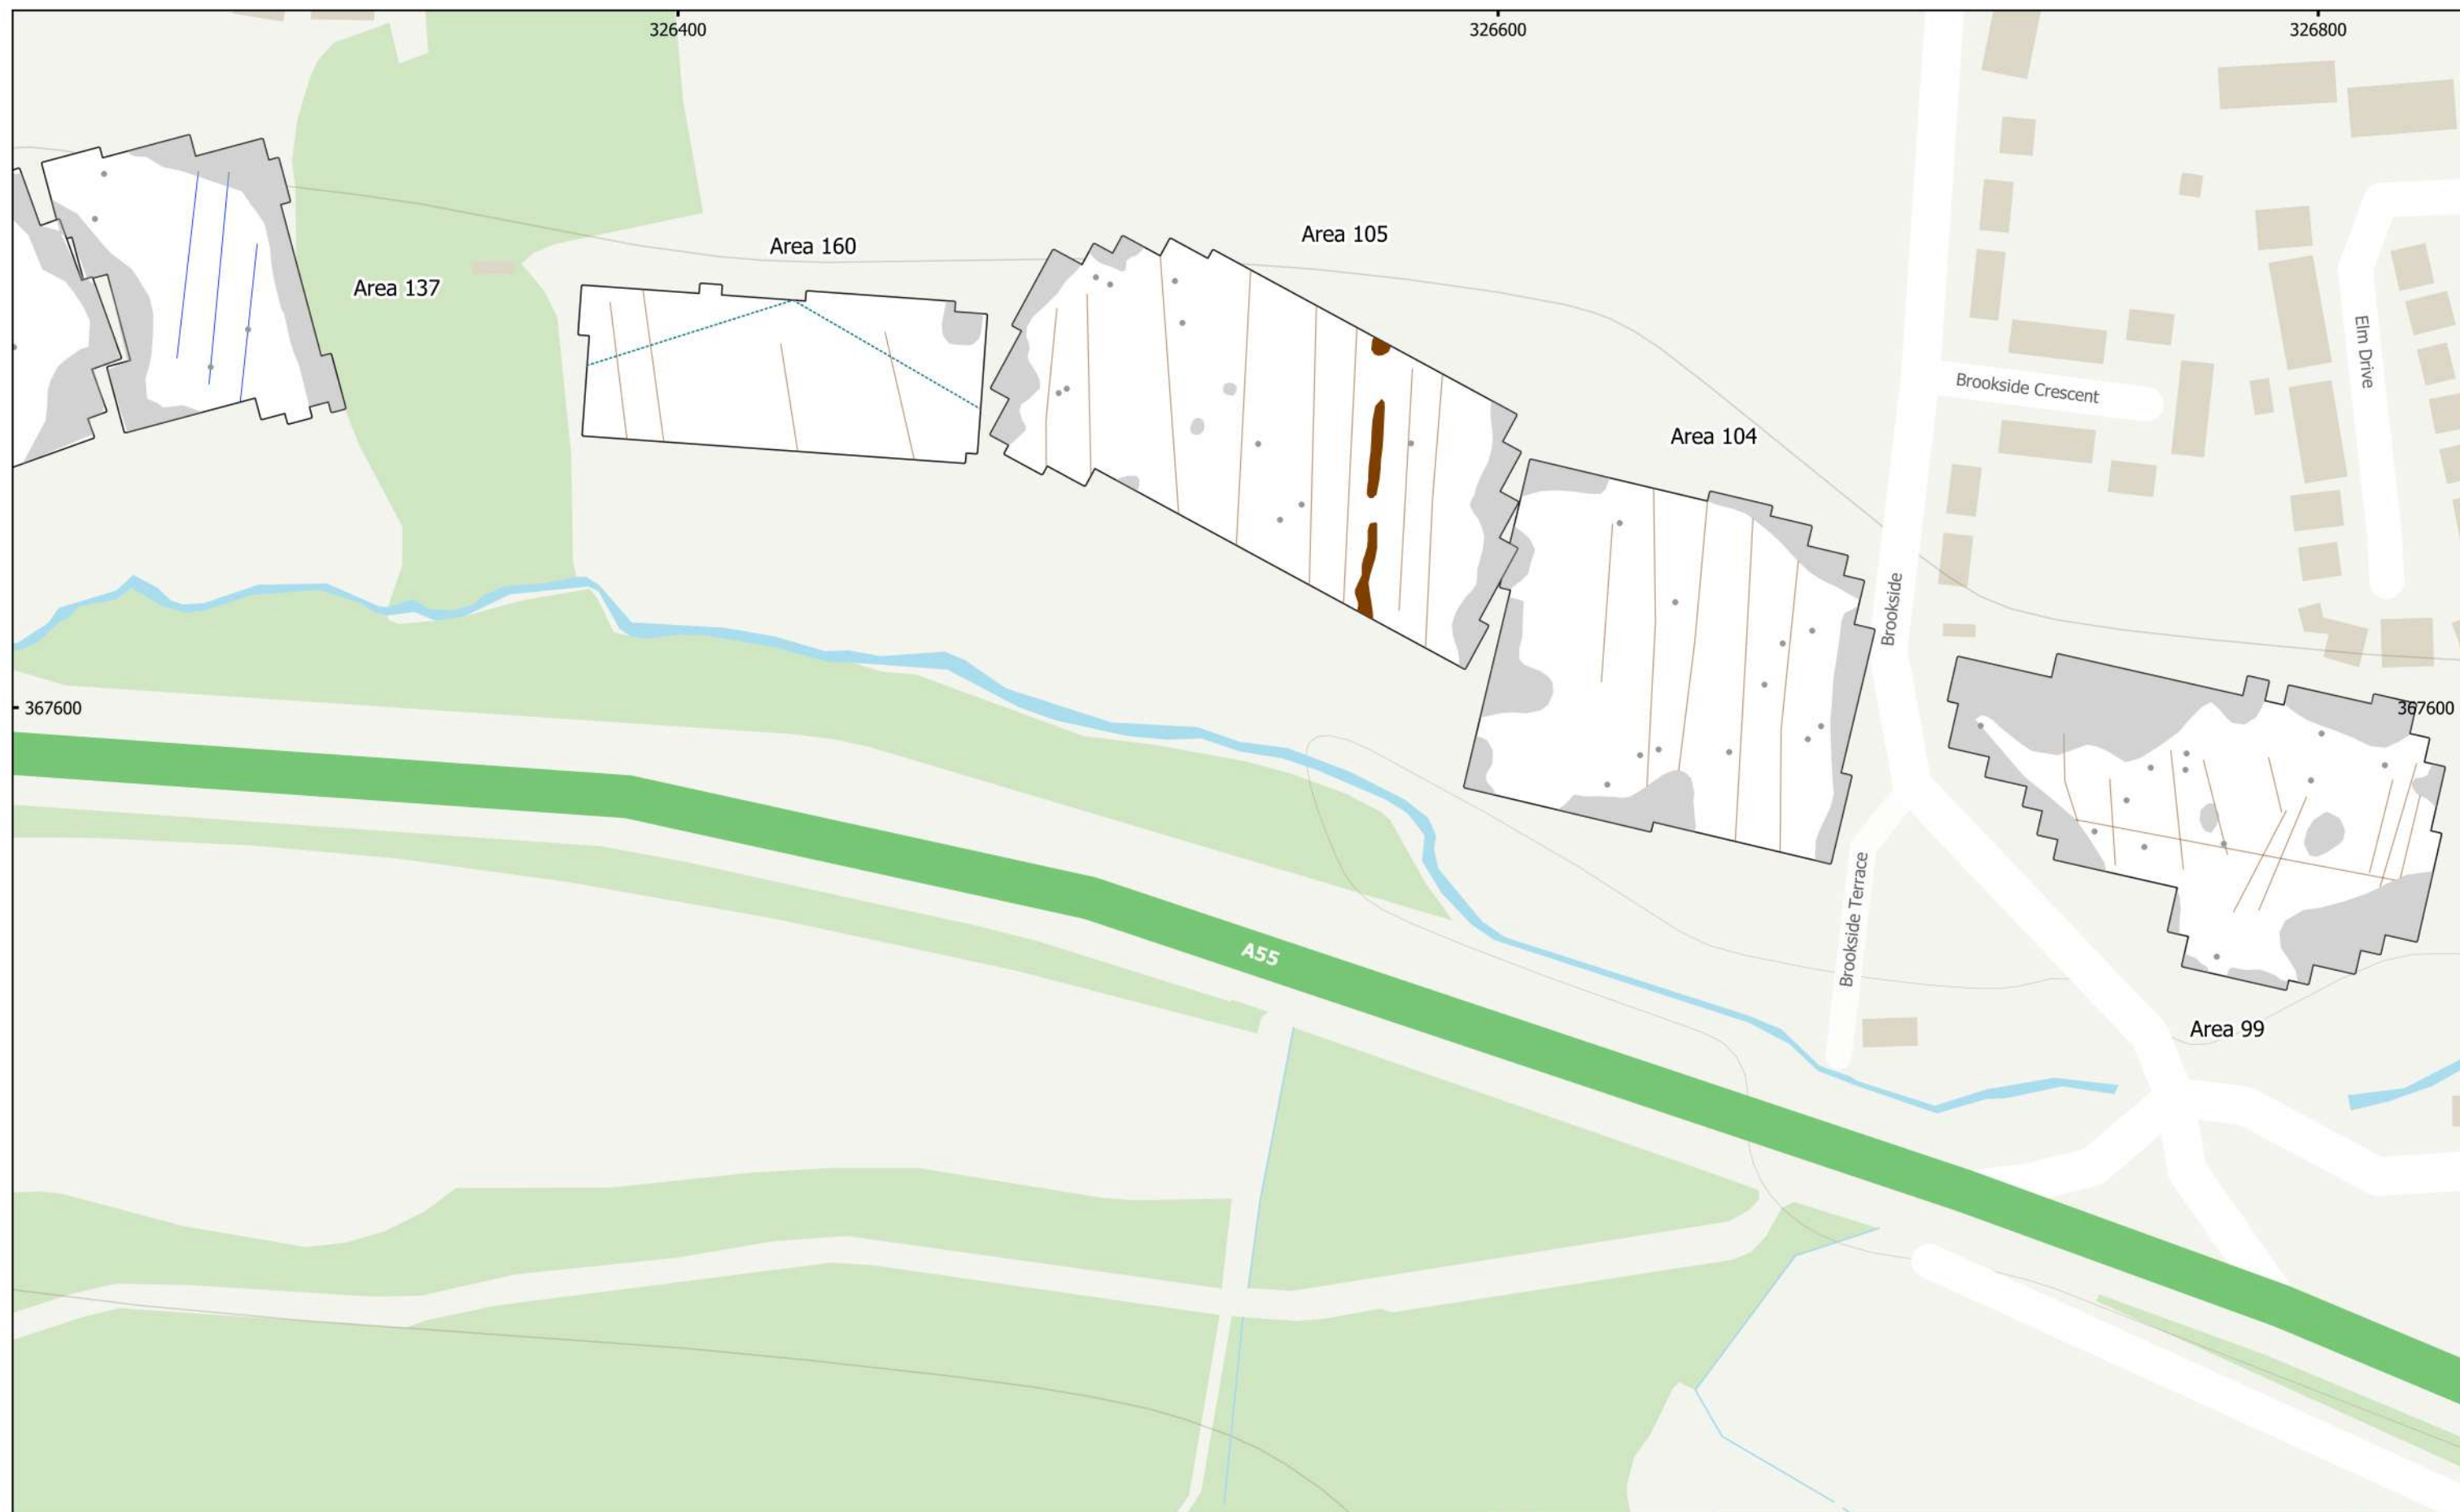 326400
326600
326800
Area 105
Area 160
Area 137
Elm Drive
Brookside Crescent
Area 104
Brookside
367600
367600
Brookside Terrace
A55
Area 99